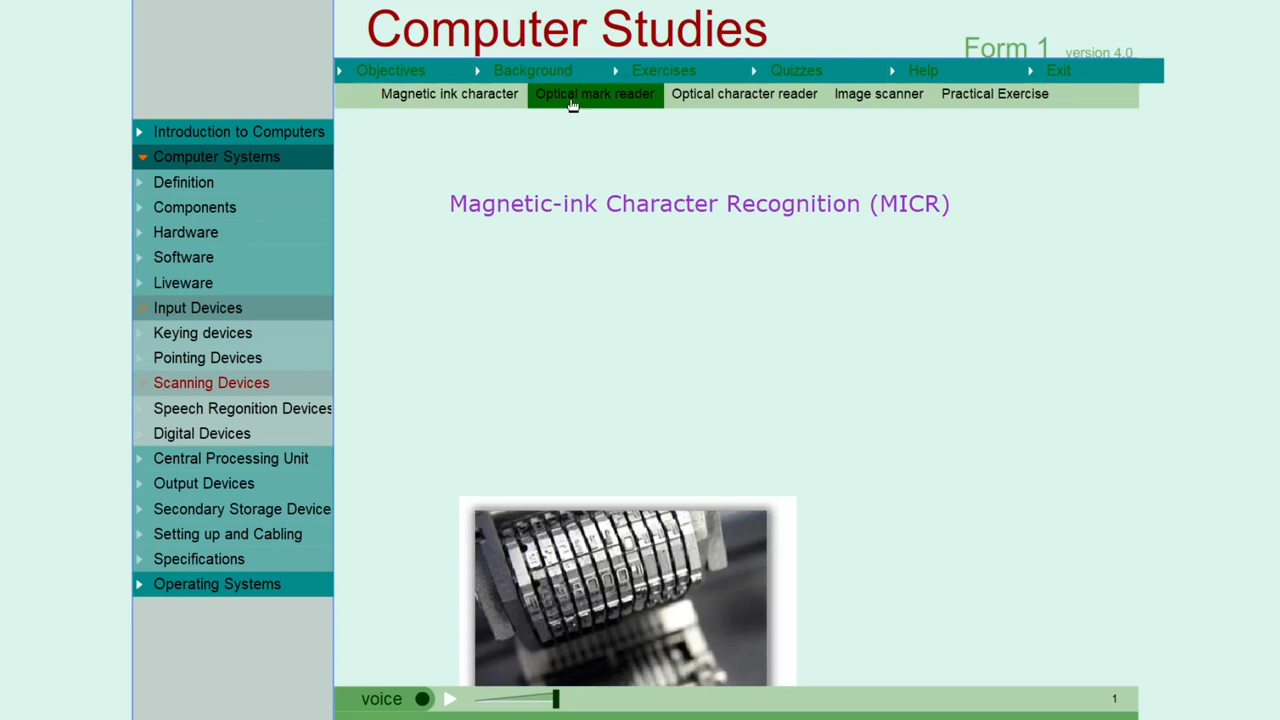 Computer Studies
Form 1 version 4.0
Objectives Background Exercises Quizzes Help Exit
Magnetic ink character Optical mark reader Optical character reader Image scanner Practical Exercise
Introduction to Computers
Computer Systems
Definition
Components
Hardware
Software
Liveware
Input Devices
Keying devices
Pointing Devices
Scanning Devices
Speech Regonition Devices
Digital Devices
Central Processing Unit
Output Devices
Secondary Storage Device
Setting up and Cabling
Specifications
Operating Systems
Magnetic-ink Character Recognition (MICR)
voice
1